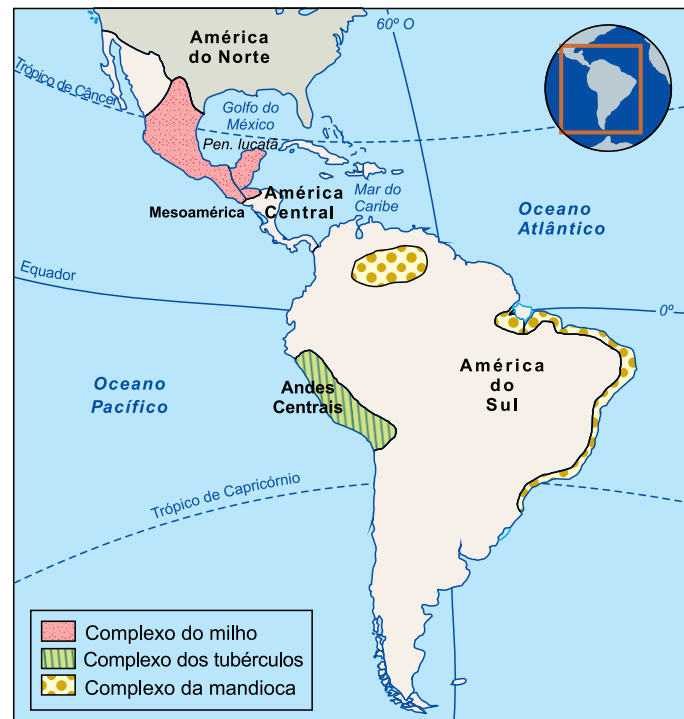 América
do Norte
60º O
Trópico de Câncer
Golfo do
México
Pen. Iucatã
América
Central
Mar do
Caribe
Mesoamérica
Oceano
Atlântico
Equador
0º
América
do
Sul
Oceano
Pacífico
Andes
Centrais
Trópico de Capricórnio
Complexo do milho
Complexo dos tubérculos
Complexo da mandioca